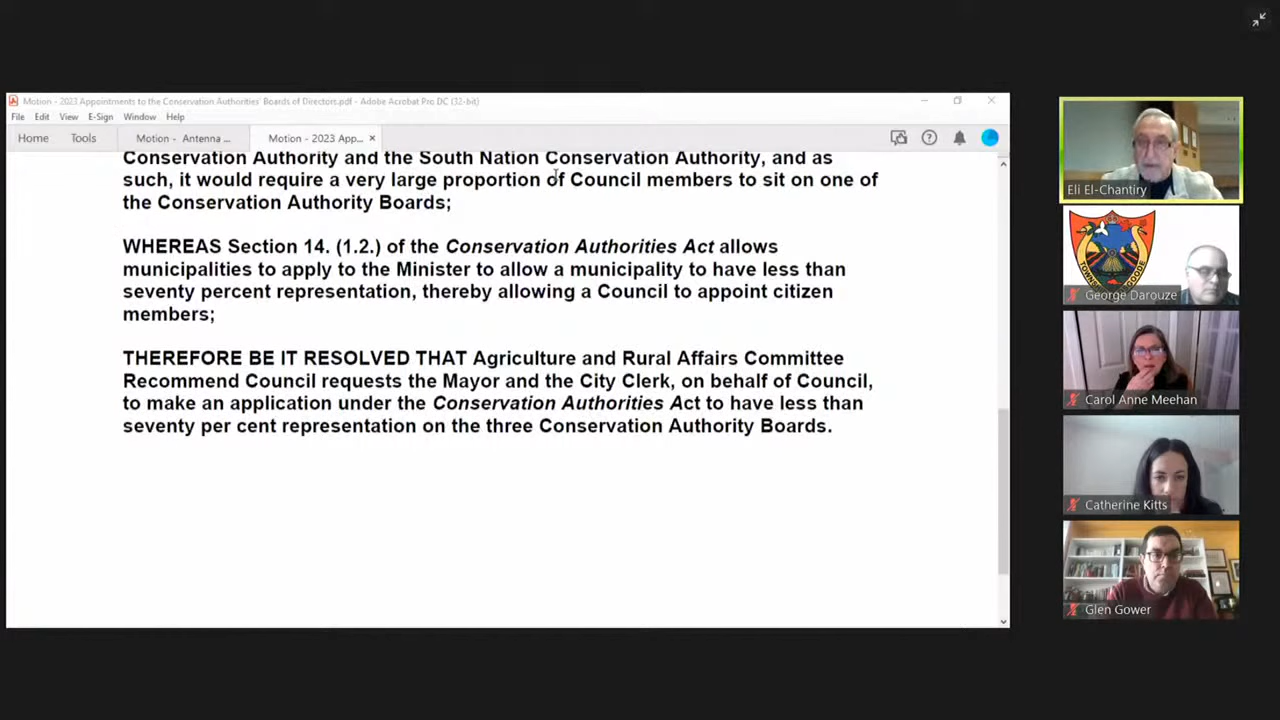 Motion - 2023 Appointments to the Conservation Authorities' Boards of Directors.pdf - Adobe Acrobat Pro DC (32-bit)
File Edit View E-Sign Window Help
Home Tools Motion - Antenna ... Motion - 2023 App... ×
Conservation Authority and the South Nation Conservation Authority, and as
such, it would require a very large proportion of Council members to sit on one of
the Conservation Authority Boards;
WHEREAS Section 14. (1.2.) of the Conservation Authorities Act allows
municipalities to apply to the Minister to allow a municipality to have less than
seventy percent representation, thereby allowing a Council to appoint citizen
members;
THEREFORE BE IT RESOLVED THAT Agriculture and Rural Affairs Committee
Recommend Council requests the Mayor and the City Clerk, on behalf of Council,
to make an application under the Conservation Authorities Act to have less than
seventy per cent representation on the three Conservation Authority Boards.
Eli El-Chantiry
George Darouze
Carol Anne Meehan
Catherine Kitts
Glen Gower